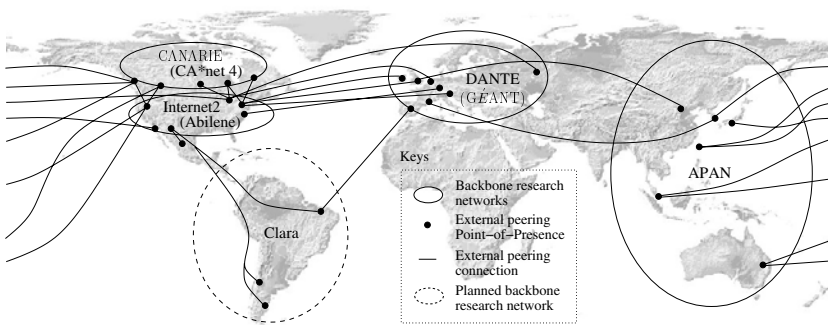 CANARIE
(CA*net 4)
Internet2
(Abilene)
DANTE
(GÉANT)
APAN
Clara
Keys
Backbone research
networks
External peering
Point-of-Presence
External peering
connection
Planned backbone
research network